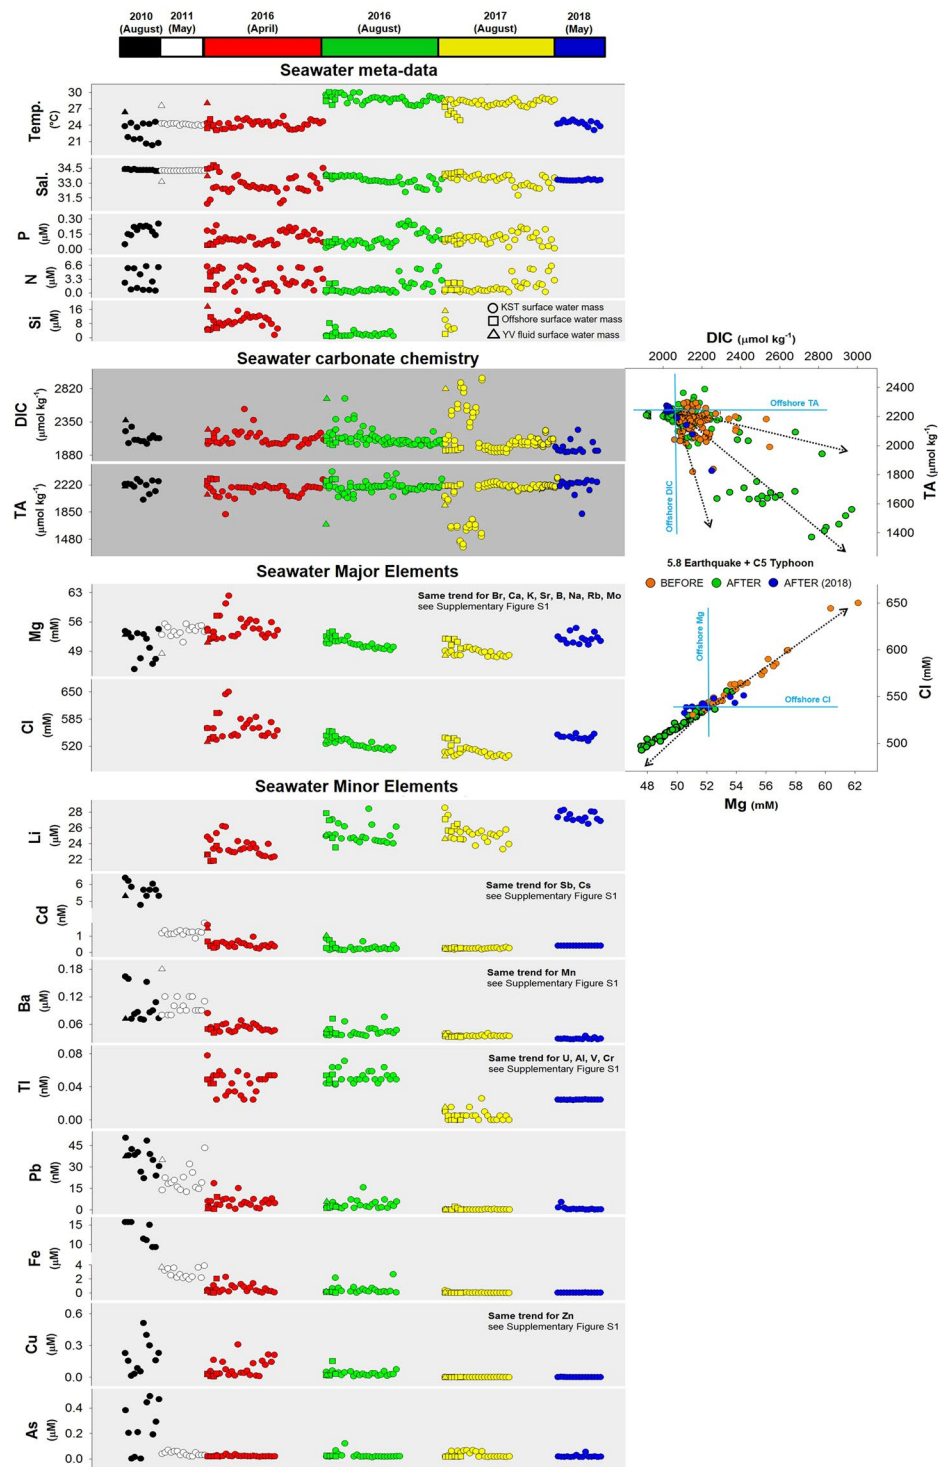 2010 2011 2016 2016 2017 2018
(August) (May) (April) (August) (August) (May)
Seawater meta-data
Temp.
(°C)
30
27
24
21
Sal.
34.5
33.0
31.5
P
(µM)
0.30
0.15
0.00
N
(µM)
6.6
3.3
0.0
Si
(µM)
16
8
0
KST surface water mass
Offshore surface water mass
YV fluid surface water mass
Seawater carbonate chemistry
DIC
(µmol kg-1)
2820
2350
1880
TA
(µmol kg-1)
2220
1850
1480
DIC (µmol kg-1)
2000 2200 2400 2600 2800 3000
Offshore TA
Offshore DIC
2400
2200
2000
1800
1600
1400
TA (µmol kg-1)
Seawater Major Elements
Same trend for Br, Ca, K, Sr, B, Na, Rb, Mo
see Supplementary Figure S1
Mg
(mM)
63
56
49
Cl
(mM)
650
585
520
5.8 Earthquake + C5 Typhoon
BEFORE AFTER AFTER (2018)
Offshore Mg
Offshore Cl
650
600
550
500
Cl (mM)
48 50 52 54 56 58 60 62
Mg (mM)
Seawater Minor Elements
Li
(µM)
28
26
24
22
Cd
(nM)
6
5
1
0
Same trend for Sb, Cs
see Supplementary Figure S1
Ba
(µM)
0.18
0.12
0.06
Same trend for Mn
see Supplementary Figure S1
Tl
(nM)
0.08
0.04
0.00
Same trend for U, Al, V, Cr
see Supplementary Figure S1
Pb
(nM)
45
30
15
0
Fe
(µM)
15
10
4
2
0
Cu
(µM)
0.6
0.3
0.0
Same trend for Zn
see Supplementary Figure S1
As
(µM)
0.4
0.2
0.0